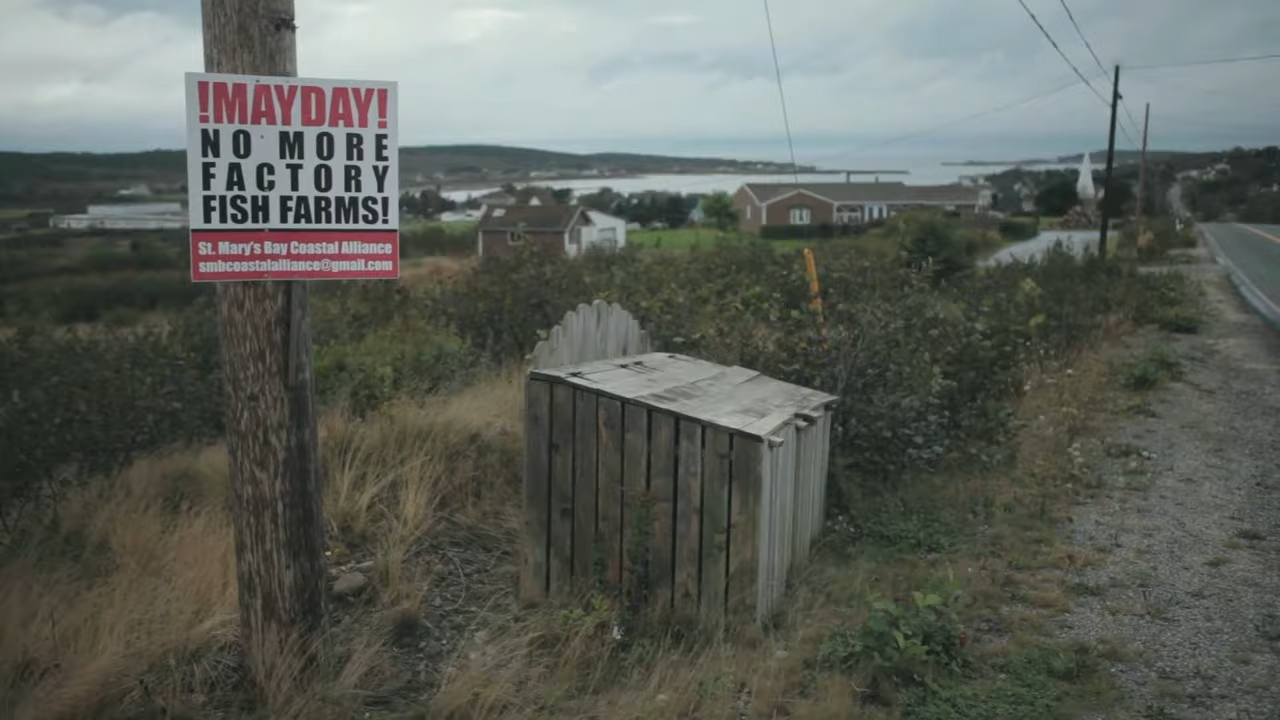 !MAYDAY!
NO MORE
FACTORY
FISH FARMS!
St. Mary's Bay Coastal Alliance
smbcoastalalliance@gmail.com